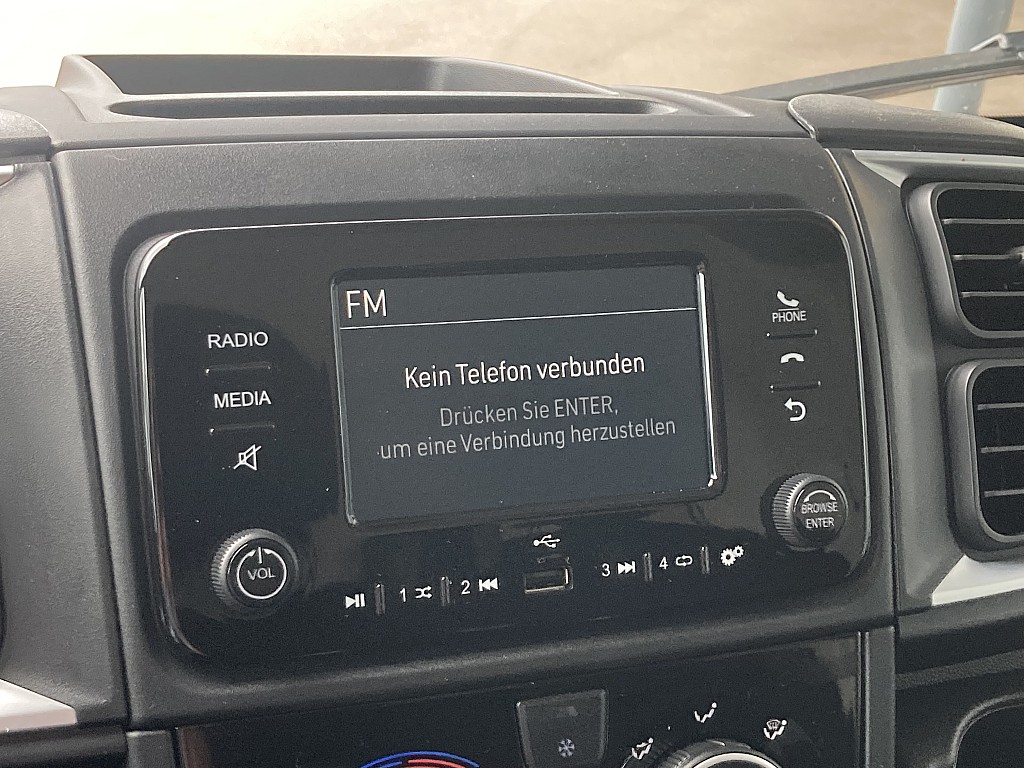 FM
RADIO
MEDIA
Kein Telefon verbunden
Drücken Sie ENTER,
um eine Verbindung herzustellen
PHONE
VOL
BROWSE
ENTER
1 2 3 4